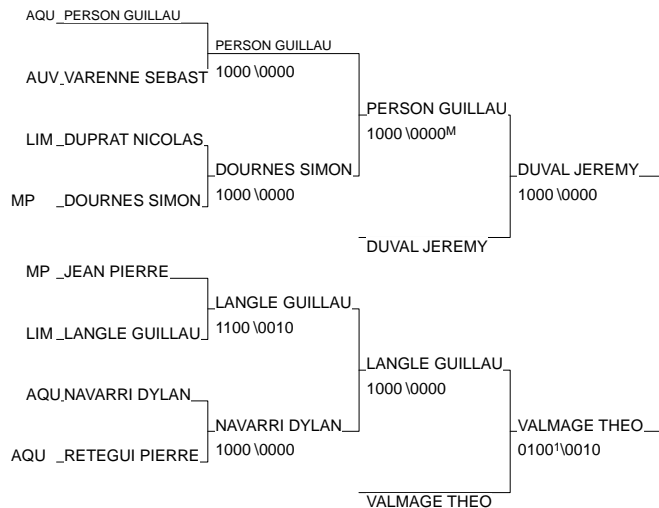 AQU PERSON GUILLAU
PERSON GUILLAU
1000 \0000
AUV VARENNE SEBAST
PERSON GUILLAU
1000 \0000M
LIM DUPRAT NICOLAS
DOURNES SIMON
1000 \0000
DUVAL JEREMY
1000 \0000
MP DOURNES SIMON
DUVAL JEREMY
MP JEAN PIERRE
LANGLE GUILLAU
1100 \0010
LIM LANGLE GUILLAU
LANGLE GUILLAU
1000 \0000
AQU NAVARRI DYLAN
NAVARRI DYLAN
1000 \0000
VALMAGE THEO
0100¹\0010
AQU RETEGUI PIERRE
VALMAGE THEO